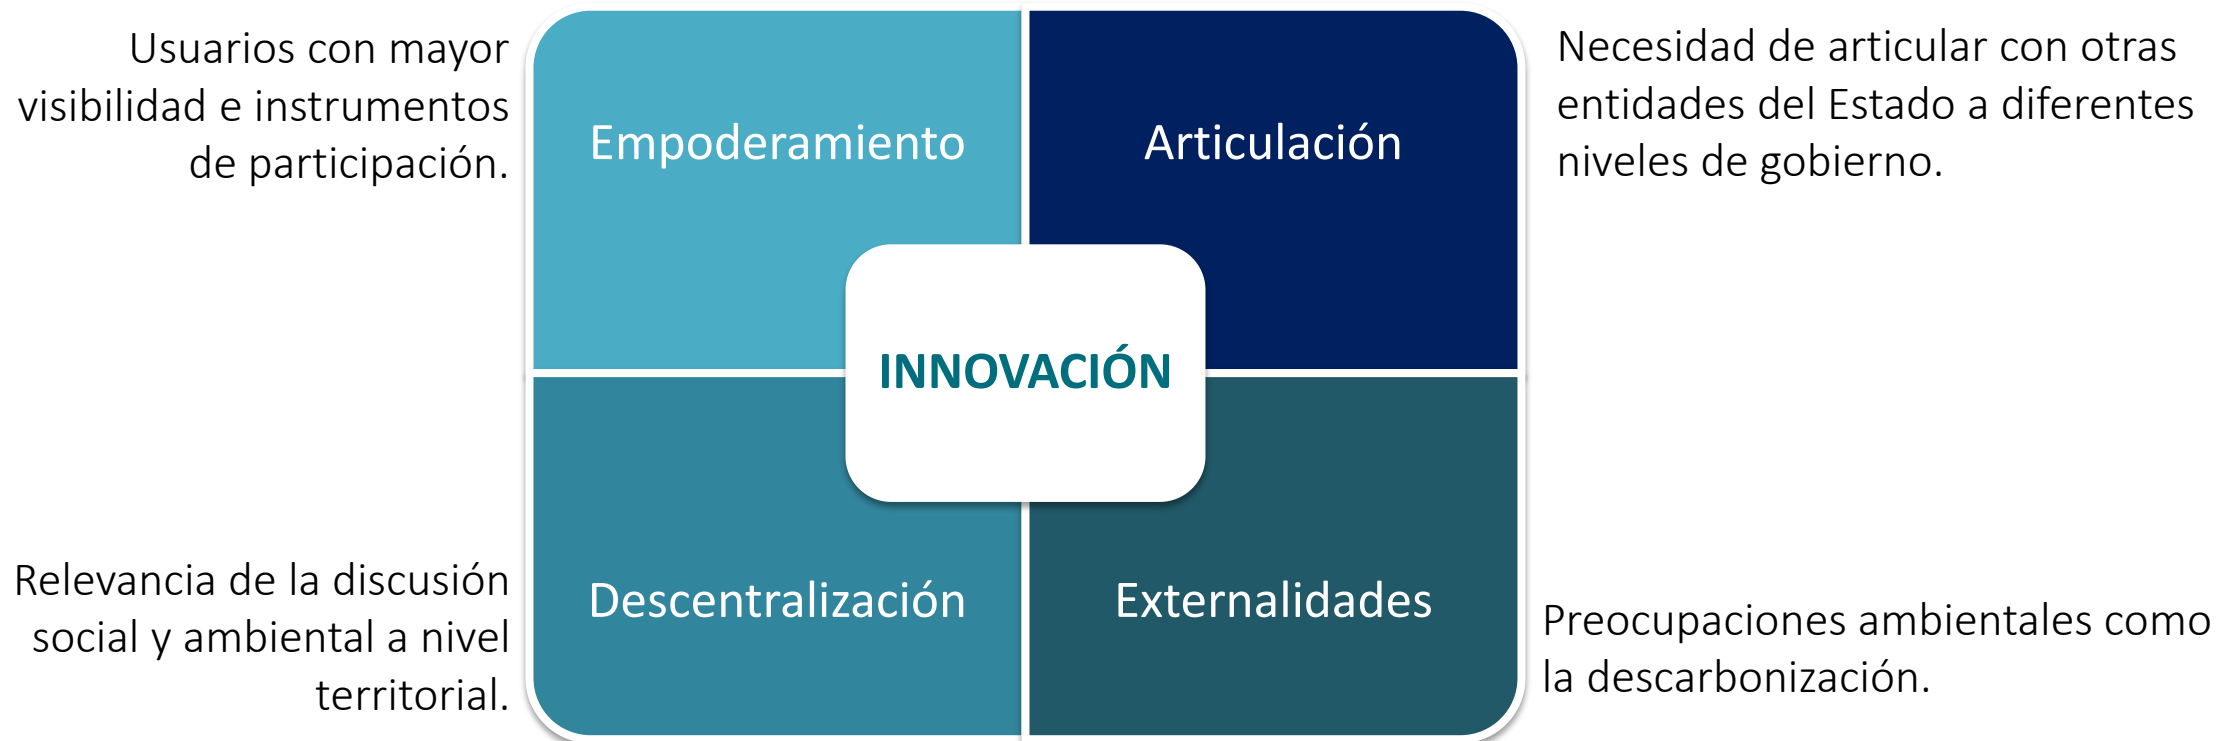 Usuarios con mayor
visibilidad e instrumentos
de participación.
Empoderamiento
Articulación
Necesidad de articular con otras
entidades del Estado a diferentes
niveles de gobierno.
INNOVACIÓN
Relevancia de la discusión
social y ambiental a nivel
territorial.
Descentralización
Externalidades
Preocupaciones ambientales como
la descarbonización.